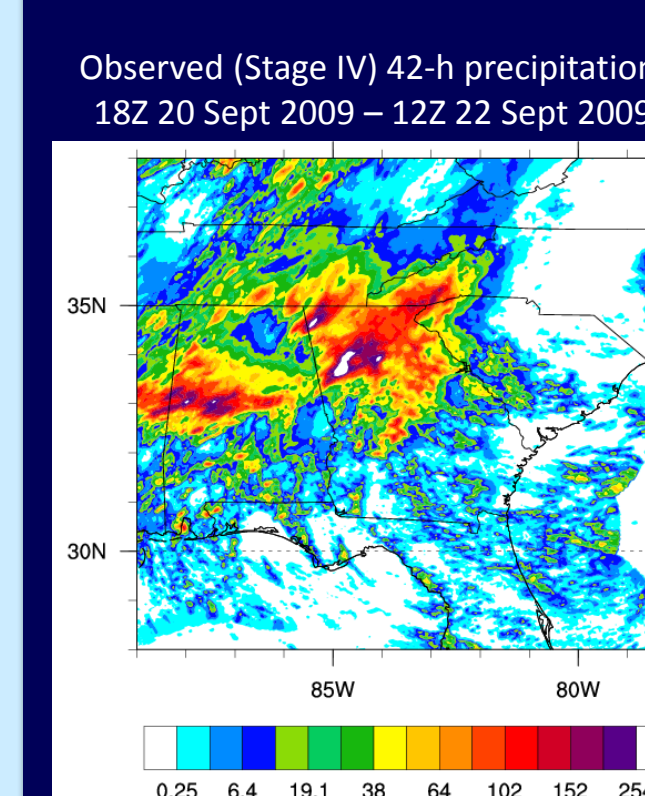 Observed (Stage IV) 42-h precipitation
18Z 20 Sept 2009 – 12Z 22 Sept 2009
35N
30N
85W 80W
0.25 6.4 19.1 38 64 102 152 254